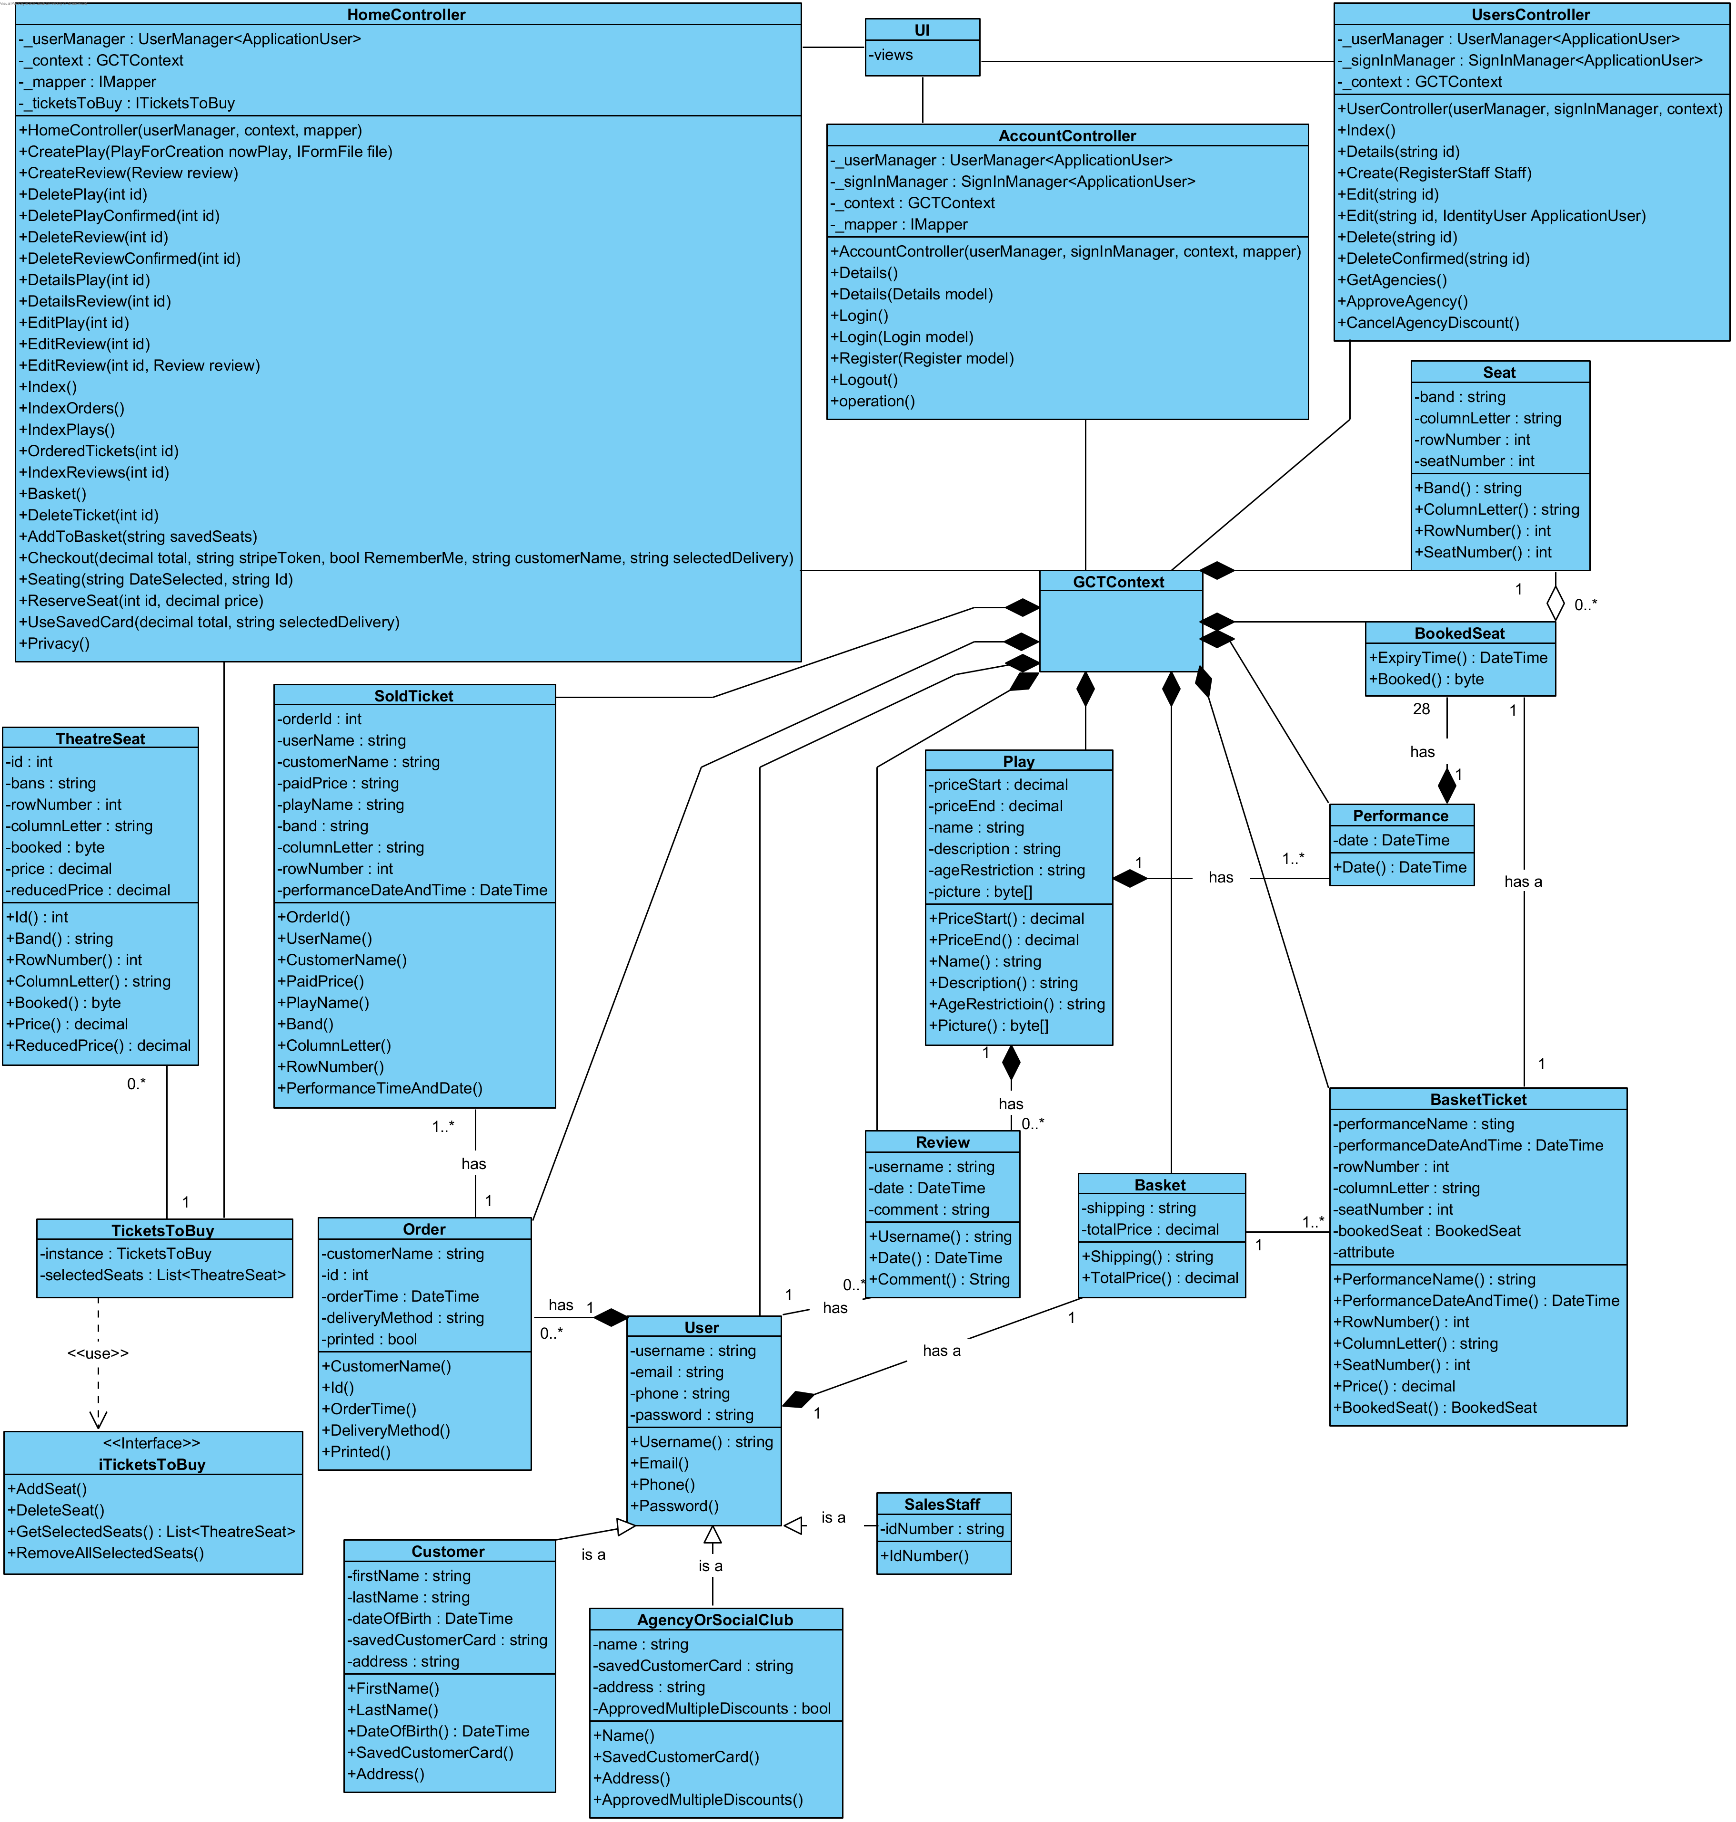 HomeController
-_userManager : UserManager<ApplicationUser>
-_context : GCTContext
-_mapper : IMapper
-_ticketsToBuy : ITicketsToBuy
+HomeController(userManager, context, mapper)
+CreatePlay(PlayForCreation nowPlay, IFormFile file)
+CreateReview(Review review)
+DeletePlay(int id)
+DeletePlayConfirmed(int id)
+DeleteReview(int id)
+DeleteReviewConfirmed(int id)
+DetailsPlay(int id)
+DetailsReview(int id)
+EditPlay(int id)
+EditReview(int id)
+EditReview(int id, Review review)
+Index()
+IndexOrders()
+IndexPlays()
+OrderedTickets(int id)
+IndexReviews(int id)
+Basket()
+DeleteTicket(int id)
+AddToBasket(string savedSeats)
+Checkout(decimal total, string stripeToken, bool RememberMe, string customerName, string selectedDelivery)
+Seating(string DateSelected, string Id)
+ReserveSeat(int id, decimal price)
+UseSavedCard(decimal total, string selectedDelivery)
+Privacy()
UI
-views
UsersController
-_userManager : UserManager<ApplicationUser>
-_signInManager : SignInManager<ApplicationUser>
-_context : GCTContext
+UserController(userManager, signInManager, context)
+Index()
+Details(string id)
+Create(RegisterStaff Staff)
+Edit(string id)
+Edit(string id, IdentityUser ApplicationUser)
+Delete(string id)
+DeleteConfirmed(string id)
+GetAgencies()
+ApproveAgency()
+CancelAgencyDiscount()
AccountController
-_userManager : UserManager<ApplicationUser>
-_signInManager : SignInManager<ApplicationUser>
-_context : GCTContext
-_mapper : IMapper
+AccountController(userManager, signInManager, context, mapper)
+Details()
+Details(Details model)
+Login()
+Login(Login model)
+Register(Register model)
+Logout()
+operation()
Seat
-band : string
-columnLetter : string
-rowNumber : int
-seatNumber : int
+Band() : string
+ColumnLetter() : string
+RowNumber() : int
+SeatNumber() : int
GCTContext
1
0..*
BookedSeat
+ExpiryTime() : DateTime
+Booked() : byte
28
1
has
1
has a
1
Performance
-date : DateTime
+Date() : DateTime
1
has
1..*
Play
-priceStart : decimal
-priceEnd : decimal
-name : string
-description : string
-ageRestriction : string
-picture : byte[]
+PriceStart() : decimal
+PriceEnd() : decimal
+Name() : string
+Description() : string
+AgeRestrictioin() : string
+Picture() : byte[]
1
has
0..*
SoldTicket
-orderId : int
-userName : string
-customerName : string
-paidPrice : string
-playName : string
-band : string
-columnLetter : string
-rowNumber : int
-performanceDateAndTime : DateTime
+OrderId()
+UserName()
+CustomerName()
+PaidPrice()
+PlayName()
+Band()
+ColumnLetter()
+RowNumber()
+PerformanceTimeAndDate()
1..*
has
1
TheatreSeat
-id : int
-bans : string
-rowNumber : int
-columnLetter : string
-booked : byte
-price : decimal
-reducedPrice : decimal
+Id() : int
+Band() : string
+RowNumber() : int
+ColumnLetter() : string
+Booked() : byte
+Price() : decimal
+ReducedPrice() : decimal
0.*
1
TicketsToBuy
-instance : TicketsToBuy
-selectedSeats : List<TheatreSeat>
<<use>>
<<Interface>>
iTicketsToBuy
+AddSeat()
+DeleteSeat()
+GetSelectedSeats() : List<TheatreSeat>
+RemoveAllSelectedSeats()
Order
-customerName : string
-id : int
-orderTime : DateTime
-deliveryMethod : string
-printed : bool
+CustomerName()
+Id()
+OrderTime()
+DeliveryMethod()
+Printed()
has
1
0..*
Review
-username : string
-date : DateTime
-comment : string
+Username() : string
+Date() : DateTime
+Comment() : String
1
has
0..*
Basket
-shipping : string
-totalPrice : decimal
+Shipping() : string
+TotalPrice() : decimal
1
1..*
1
has a
1
BasketTicket
-performanceName : sting
-performanceDateAndTime : DateTime
-rowNumber : int
-columnLetter : string
-seatNumber : int
-bookedSeat : BookedSeat
-attribute
+PerformanceName() : string
+PerformanceDateAndTime() : DateTime
+RowNumber() : int
+ColumnLetter() : string
+SeatNumber() : int
+Price() : decimal
+BookedSeat() : BookedSeat
User
-username : string
-email : string
-phone : string
-password : string
+Username() : string
+Email()
+Phone()
+Password()
is a
is a
is a
SalesStaff
-idNumber : string
+IdNumber()
Customer
-firstName : string
-lastName : string
-dateOfBirth : DateTime
-savedCustomerCard : string
-address : string
+FirstName()
+LastName()
+DateOfBirth() : DateTime
+SavedCustomerCard()
+Address()
AgencyOrSocialClub
-name : string
-savedCustomerCard : string
-address : string
-ApprovedMultipleDiscounts : bool
+Name()
+SavedCustomerCard()
+Address()
+ApprovedMultipleDiscounts()